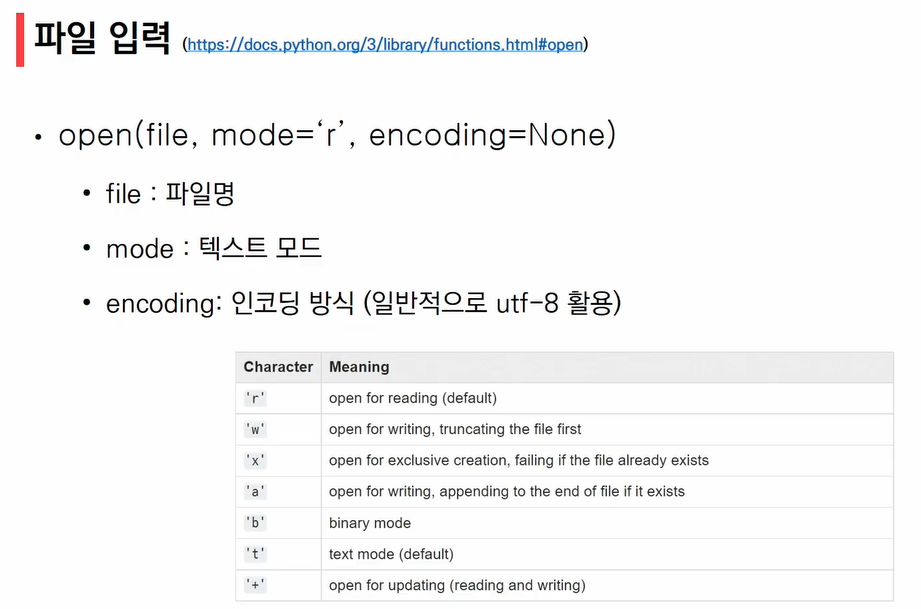 파일 입력 (https://docs.python.org/3/library/functions.html#open)
• open(file, mode=‘r’, encoding=None)
• file : 파일명
• mode : 텍스트 모드
• encoding: 인코딩 방식 (일반적으로 utf-8 활용)
Character Meaning
'r' open for reading (default)
'w' open for writing, truncating the file first
'x' open for exclusive creation, failing if the file already exists
'a' open for writing, appending to the end of file if it exists
'b' binary mode
't' text mode (default)
'+' open for updating (reading and writing)